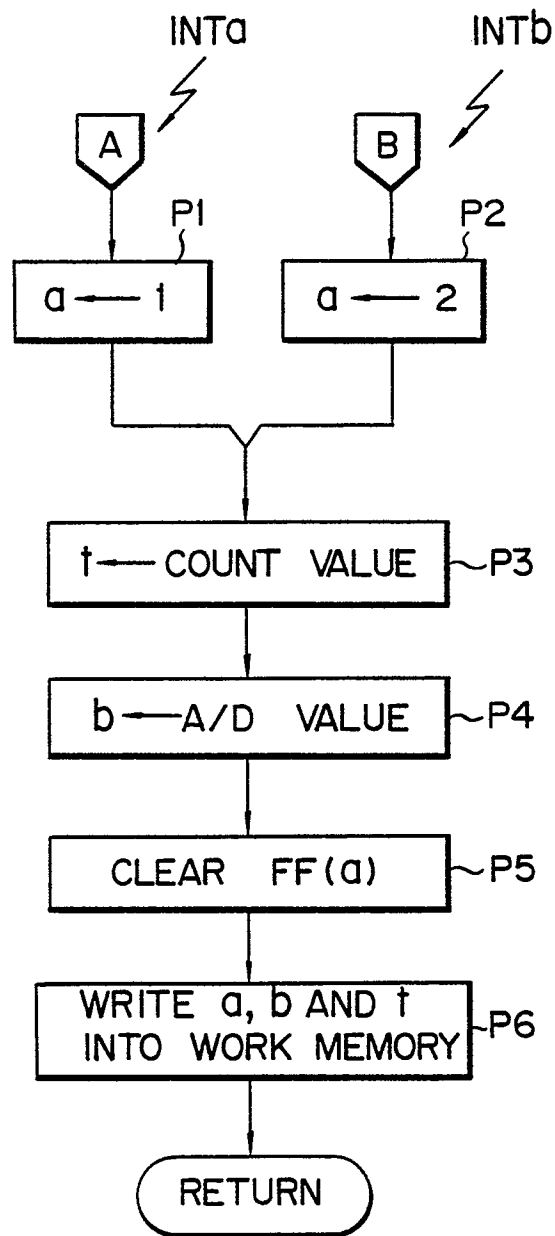 INTa
INTb
A
B
P1
P2
a ← 1
a ← 2
t ← COUNT VALUE
P3
b ← A/D VALUE
P4
CLEAR FF(a)
P5
WRITE a, b AND t
INTO WORK MEMORY
P6
RETURN